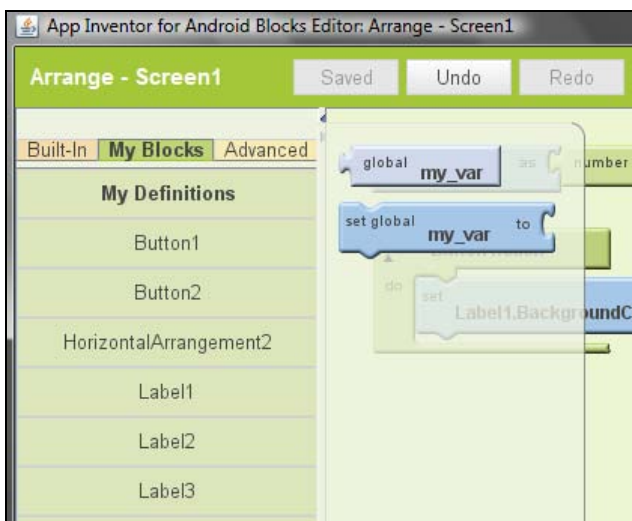 App Inventor for Android Blocks Editor: Arrange - Screen1
Arrange - Screen1 Saved Undo Redo
Built-In My Blocks Advanced
My Definitions
Button1
Button2
HorizontalArrangement2
Label1
Label2
Label3
global my_var as number
set global my_var to
do set
Label1.BackgroundC